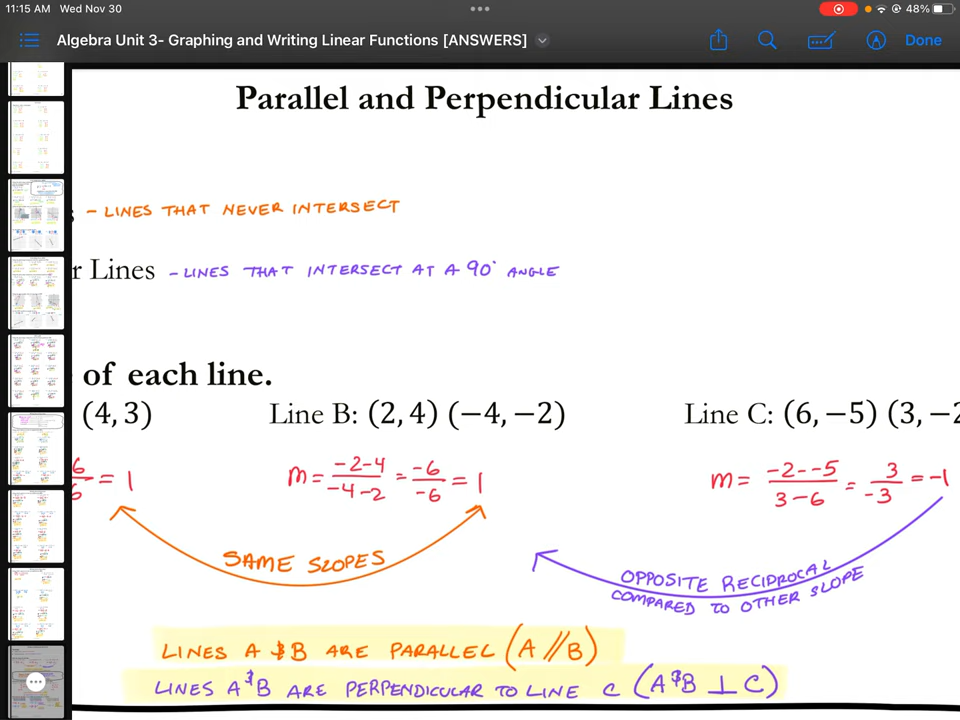 11:15 AM Wed Nov 30
48%
Algebra Unit 3- Graphing and Writing Linear Functions [ANSWERS]
Done
Parallel and Perpendicular Lines
s - LINES THAT NEVER INTERSECT
r Lines - LINES THAT INTERSECT AT A 90° ANGLE
of each line.
(4, 3) Line B: (2, 4) (−4, −2) Line C: (6, −5) (3, −2
6/6 = 1 m = -2-4/-4-2 = -6/-6 = 1 m = -2--5/3-6 = 3/-3 = -1
SAME SLOPES
OPPOSITE RECIPROCAL
COMPARED TO OTHER SLOPE
LINES A & B ARE PARALLEL (A // B)
LINES A & B ARE PERPENDICULAR TO LINE C (A & B ⊥ C)